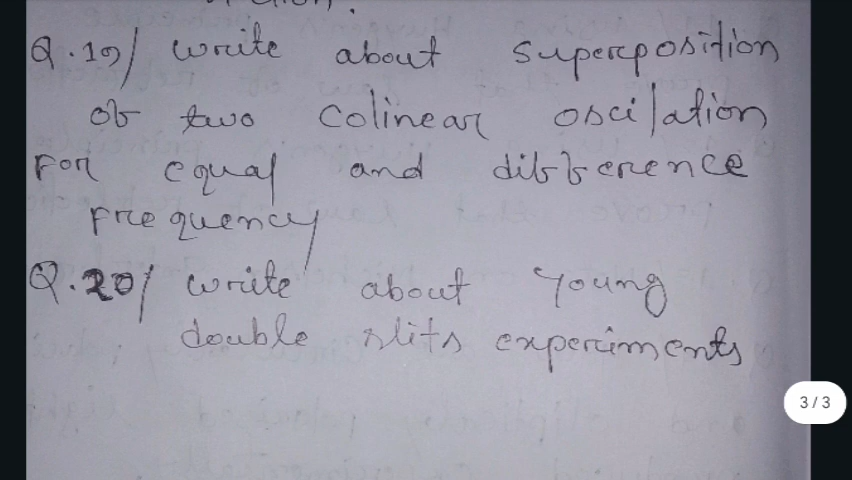 Q.19/ write about superposition
of two colinear oscilation
For equal and difference
frequency
Q.20/ write about Young
double slits experiments
3/3